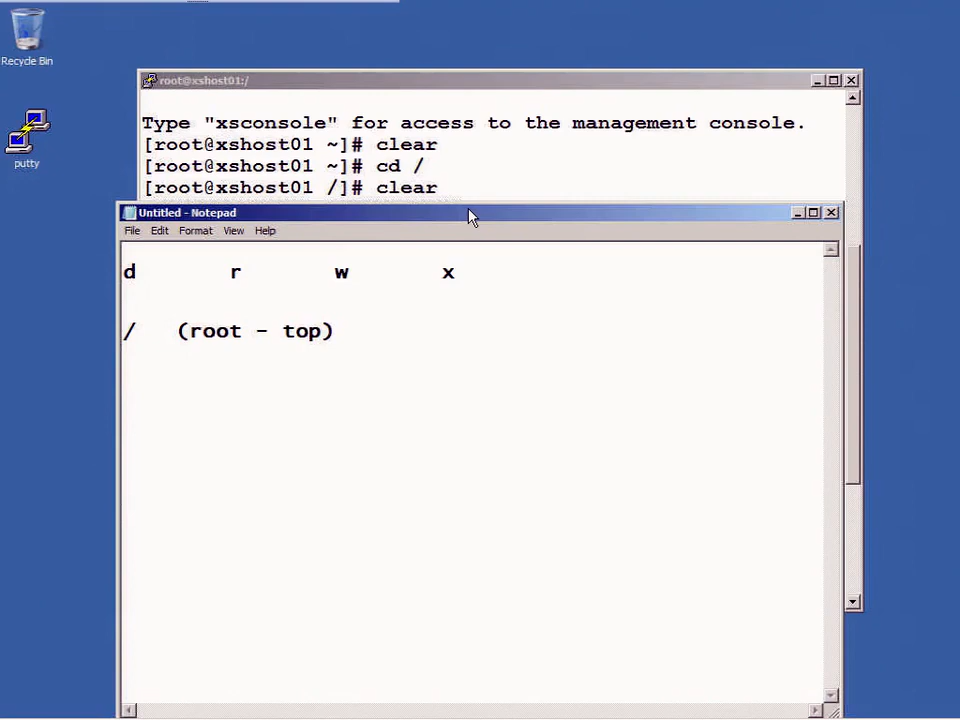 Recycle Bin
putty
root@xshost01:/
Type "xsconsole" for access to the management console.
[root@xshost01 ~]# clear
[root@xshost01 ~]# cd /
[root@xshost01 /]# clear
Untitled - Notepad
File Edit Format View Help
d r w x
/ (root - top)